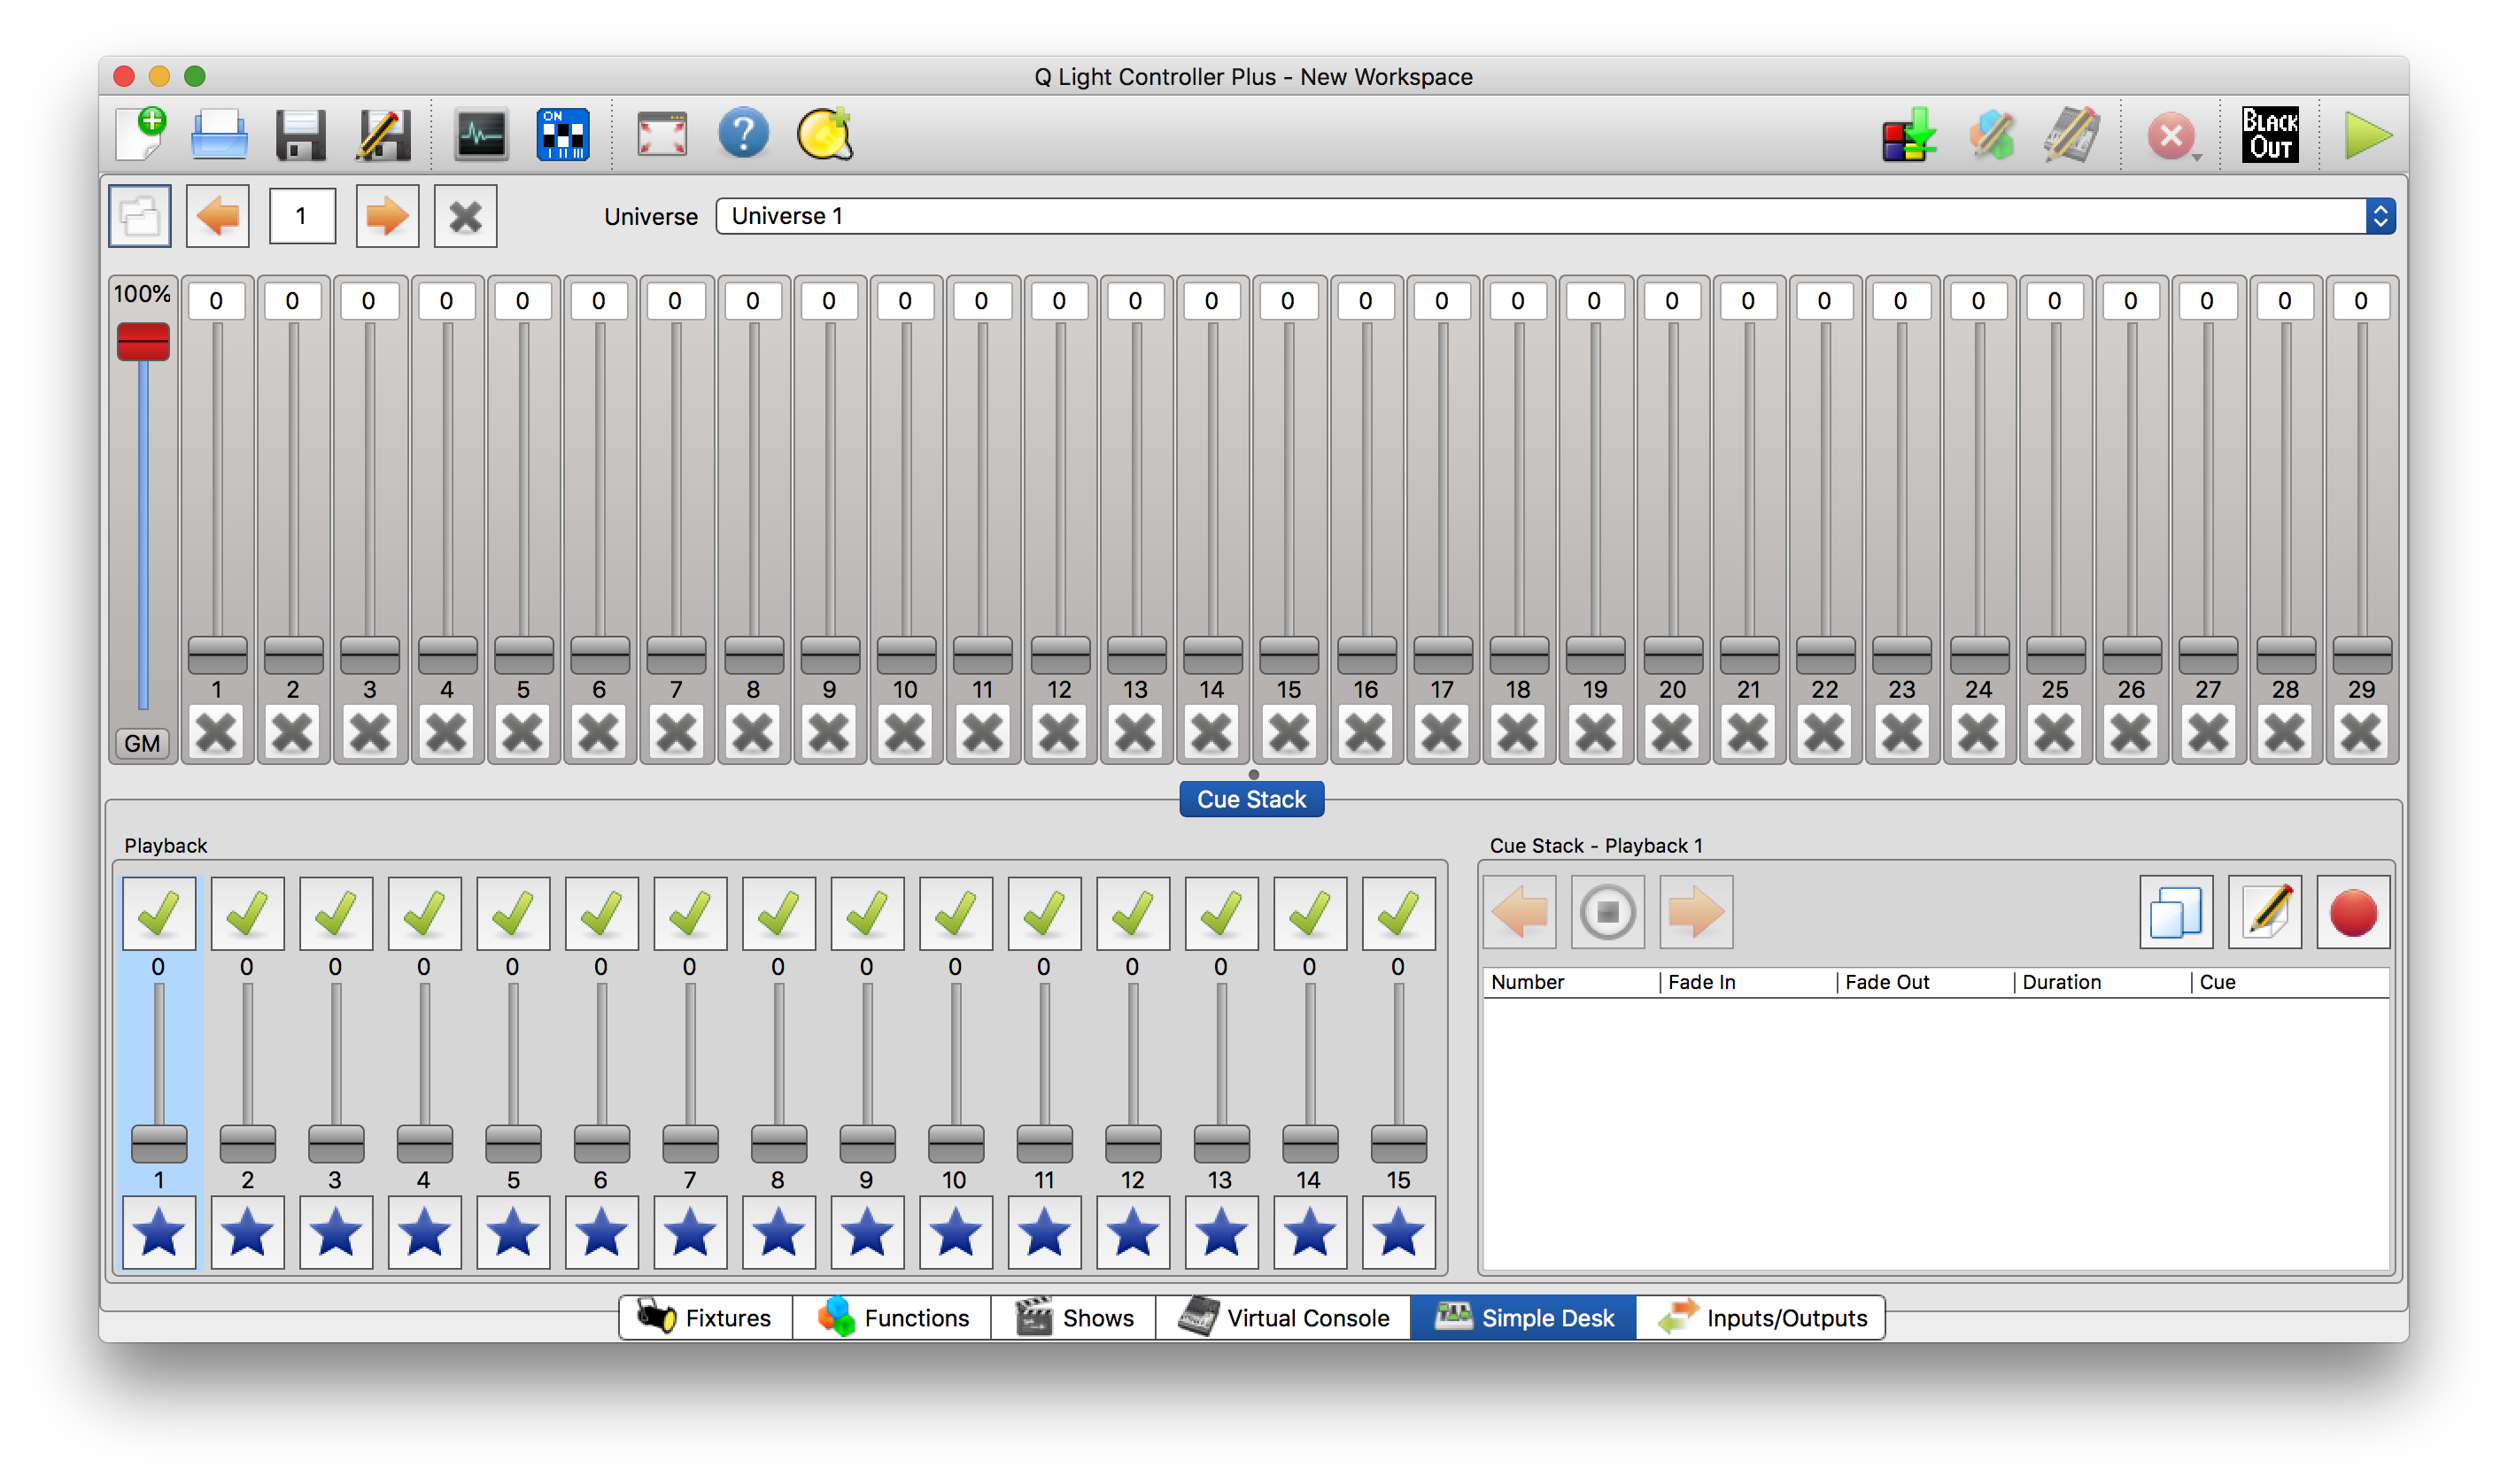 Q Light Controller Plus - New Workspace
ON
BLACK OUT
1 Universe Universe 1
100% 0 0 0 0 0 0 0 0 0 0 0 0 0 0 0 0 0 0 0 0 0 0 0 0 0 0 0 0 0
1 2 3 4 5 6 7 8 9 10 11 12 13 14 15 16 17 18 19 20 21 22 23 24 25 26 27 28 29
GM
Cue Stack
Playback
0 0 0 0 0 0 0 0 0 0 0 0 0 0 0
1 2 3 4 5 6 7 8 9 10 11 12 13 14 15
Cue Stack - Playback 1
Number Fade In Fade Out Duration Cue
Fixtures Functions Shows Virtual Console Simple Desk Inputs/Outputs